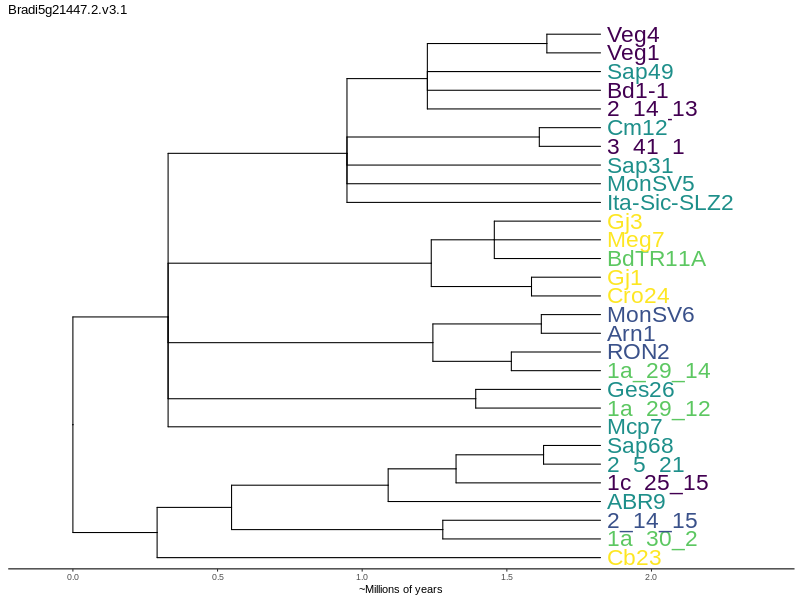 Bradi5g21447.2.v3.1
Veg4
Veg1
Sap49
Bd1-1
2_14_13
Cm12
3_41_1
Sap31
MonSV5
Ita-Sic-SLZ2
Gj3
Meg7
BdTR11A
Gj1
Cro24
MonSV6
Arn1
RON2
1a_29_14
Ges26
1a_29_12
Mcp7
Sap68
2_5_21
1c_25_15
ABR9
2_14_15
1a_30_2
Cb23
0.0 0.5 1.0 1.5 2.0
~Millions of years